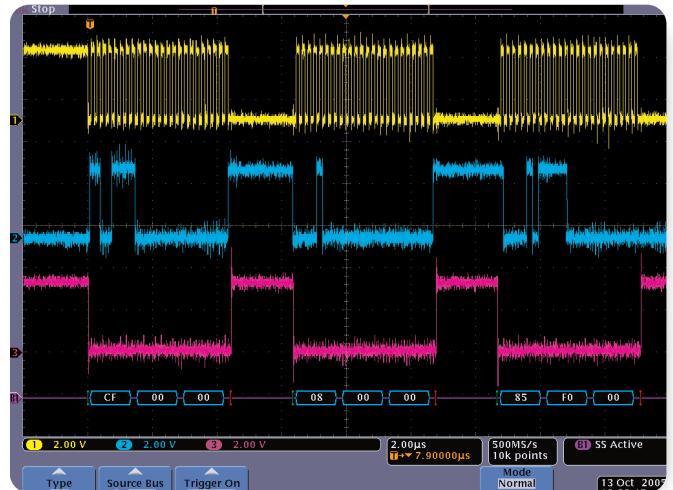 Stop
T
T
1
2
3
B1 CF 00 00 08 00 00 85 F0 00
1 2.00 V 2 2.00 V 3 2.00 V 2.00µs 500MS/s B1 SS Active
T→▾ 7.90000µs 10k points
Type Source Bus Trigger On Mode
Normal
13 Oct 2005